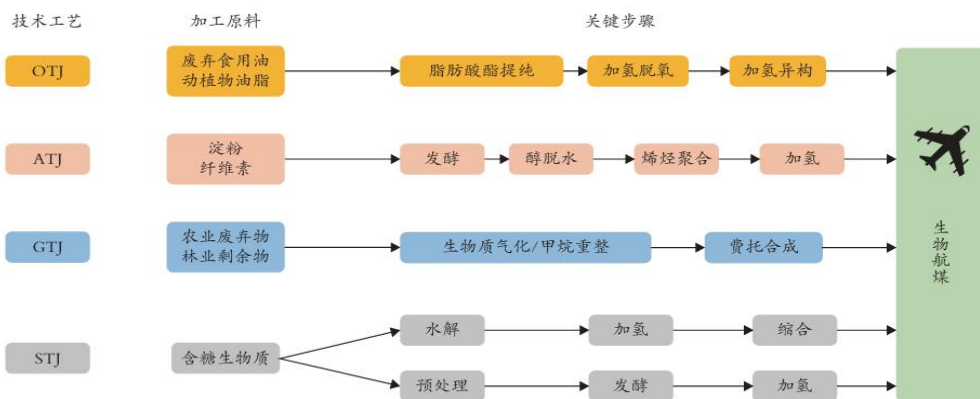 技术工艺 加工原料 关键步骤
OTJ
废弃食用油
动植物油脂
脂肪酸酯提纯 加氢脱氧 加氢异构
ATJ
淀粉
纤维素
发酵 醇脱水 烯烃聚合 加氢
GTJ
农业废弃物
林业剩余物
生物质气化/甲烷重整 费托合成
STJ
含糖生物质
水解 加氢 缩合
预处理 发酵 加氢
生物航煤